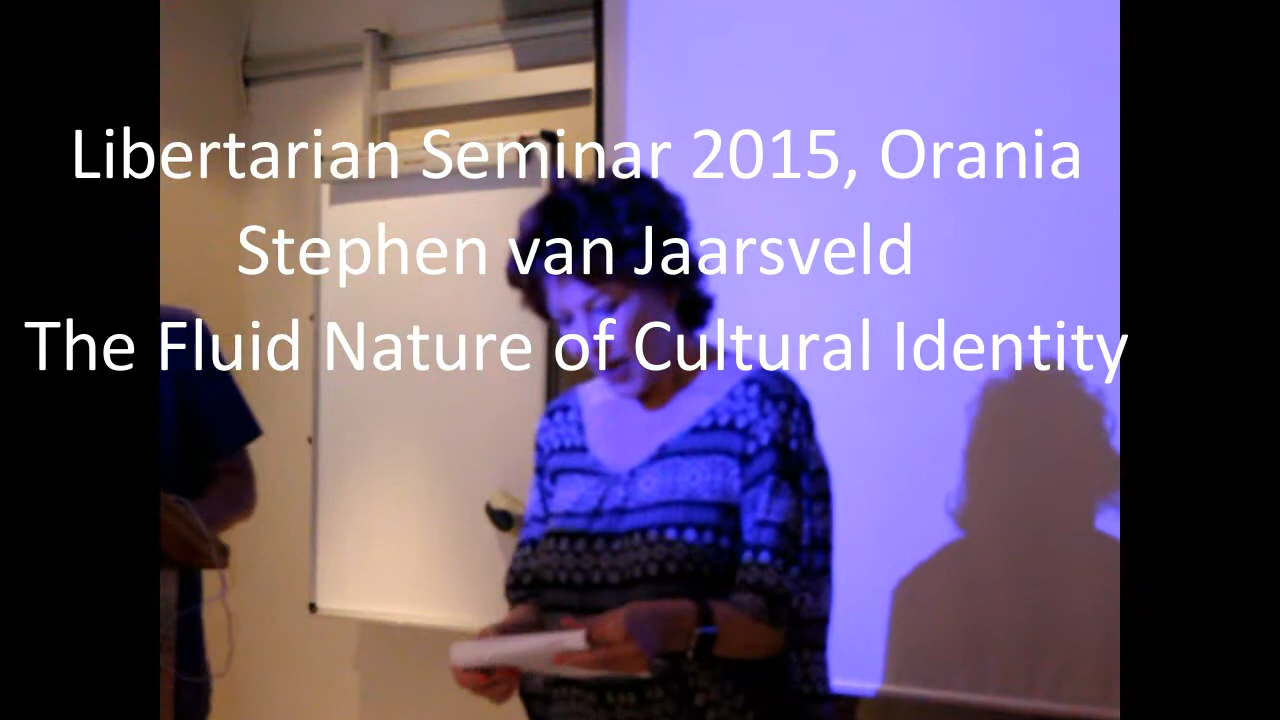 Libertarian Seminar 2015, Orania
Stephen van Jaarsveld
The Fluid Nature of Cultural Identity